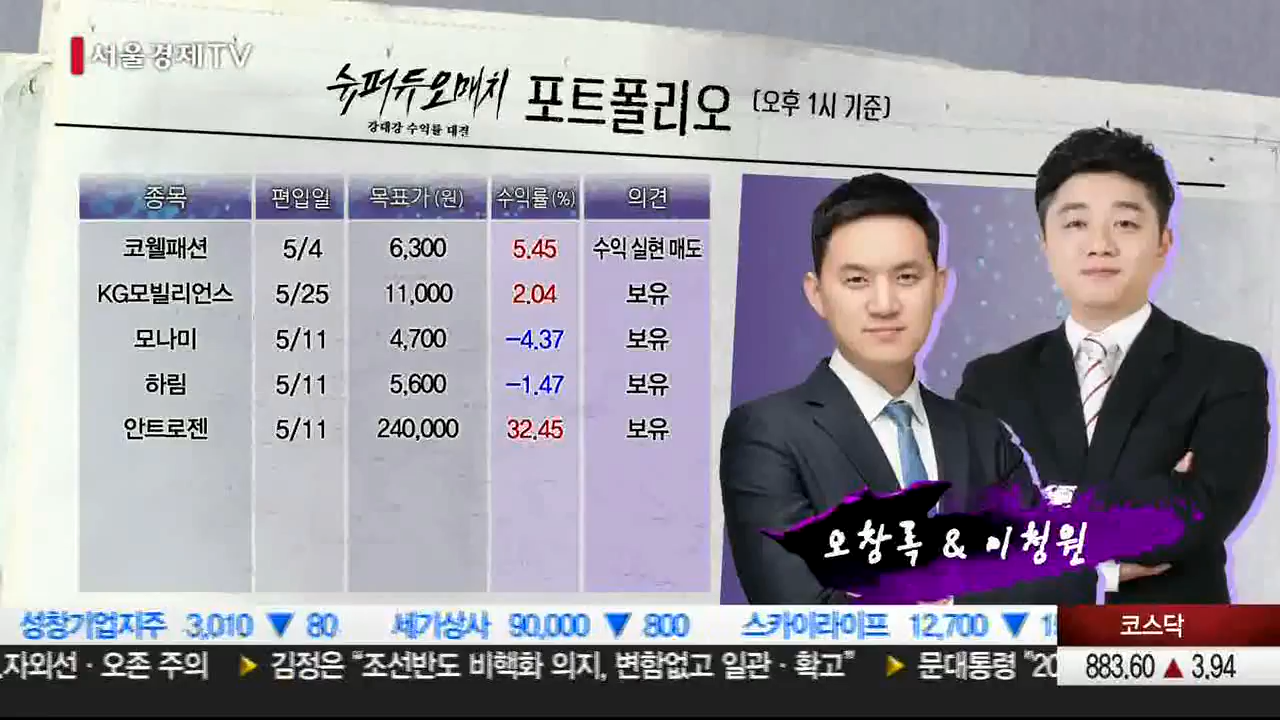 서울경제TV
슈퍼듀오매치 포트폴리오 [오후 1시 기준]
강대강 수익률 대결
종목 편입일 목표가(원) 수익률(%) 의견
코웰패션 5/4 6,300 5.45 수익 실현 매도
KG모빌리언스 5/25 11,000 2.04 보유
모나미 5/11 4,700 -4.37 보유
하림 5/11 5,600 -1.47 보유
안트로젠 5/11 240,000 32.45 보유
오창록 & 이청원
성창기업지주 3,010 ▼ 80 세기상사 90,000 ▼ 800 스카이라이프 12,700 ▼
코스닥
자외선·오존 주의 ▶ 김정은 “조선반도 비핵화 의지, 변함없고 일관·확고” ▶ 문대통령 “20
883.60 ▲ 3.94